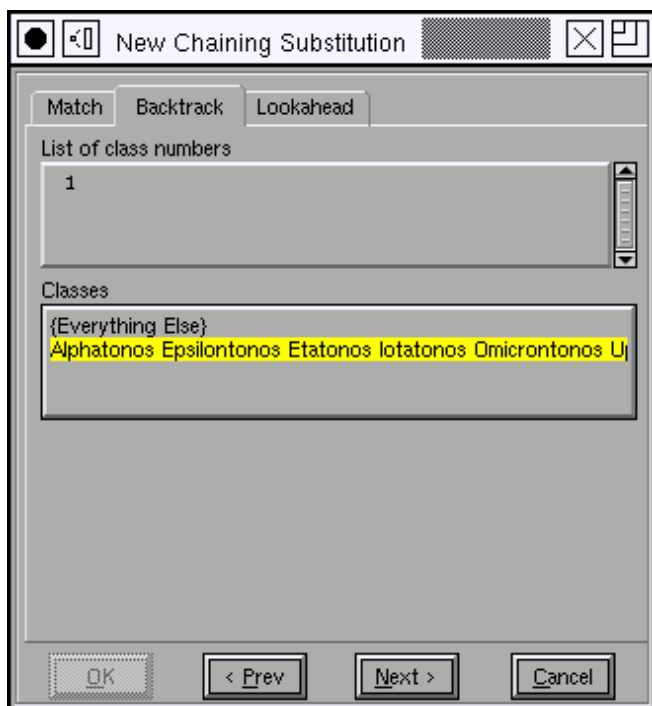 New Chaining Substitution
Match Backtrack Lookahead
List of class numbers
1
Classes
{Everything Else}
Alphatonos Epsilontonos Etatonos Iotatonos Omicrontonos
OK < Prev Next > Cancel